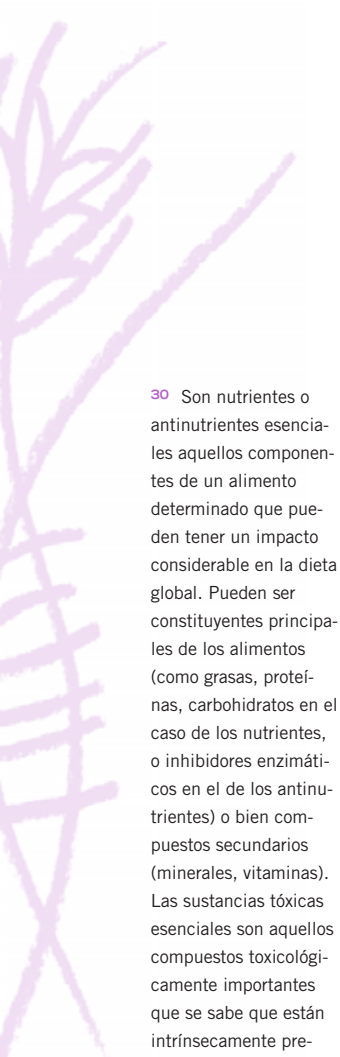 30 Son nutrientes o
antinutrientes esencia-
les aquellos componen-
tes de un alimento
determinado que pue-
den tener un impacto
considerable en la dieta
global. Pueden ser
constituyentes principa-
les de los alimentos
(como grasas, proteí-
nas, carbohidratos en el
caso de los nutrientes,
o inhibidores enzimáti-
cos en el de los antinu-
trientes) o bien com-
puestos secundarios
(minerales, vitaminas).
Las sustancias tóxicas
esenciales son aquellos
compuestos toxicológi-
camente importantes
que se sabe que están
intrínsecamente pre-